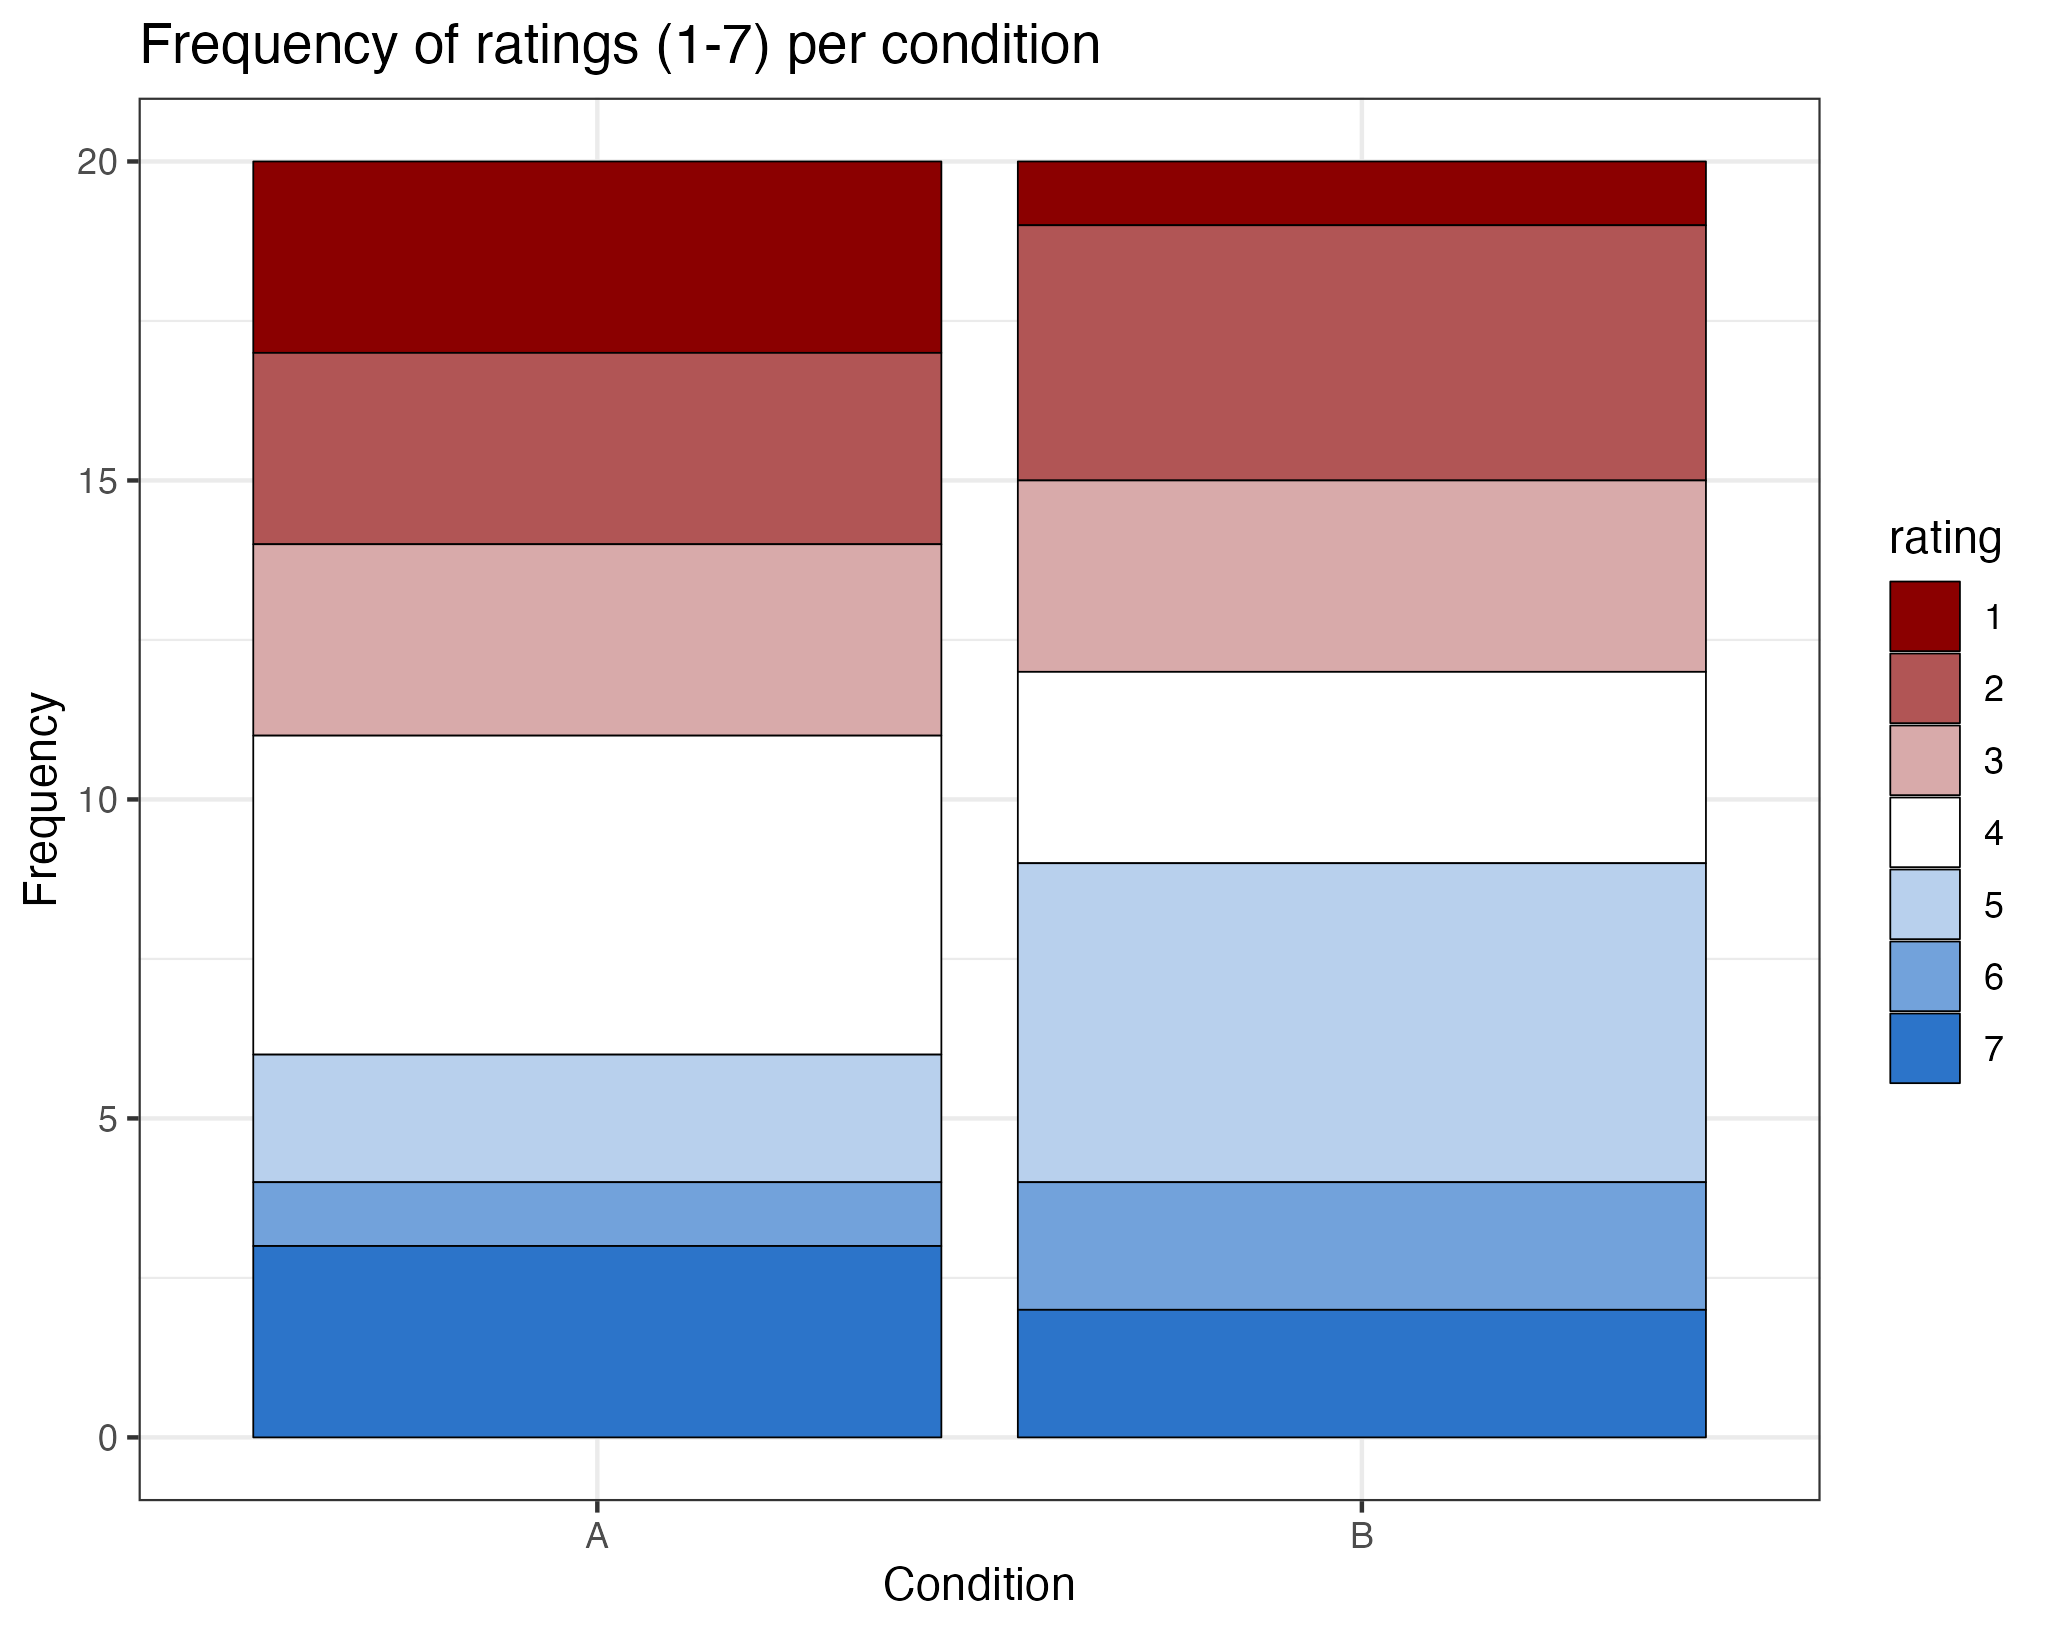 Frequency of ratings (1-7) per condition
Frequency
20
15
10
5
0
A
B
Condition
rating
1
2
3
4
5
6
7